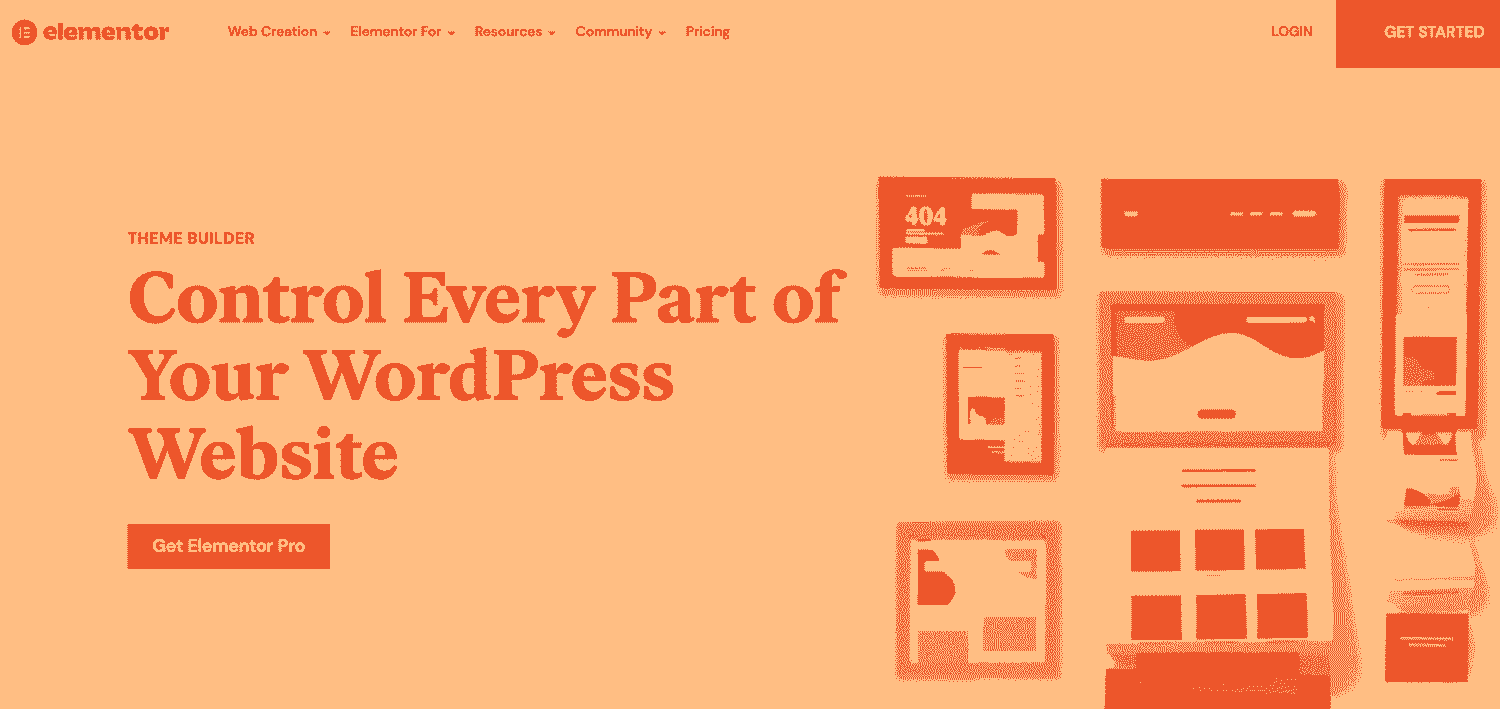 elementor
Web Creation
Elementor For
Resources
Community
Pricing
LOGIN
GET STARTED
THEME BUILDER
Control Every Part of
Your WordPress
Website
Get Elementor Pro
404